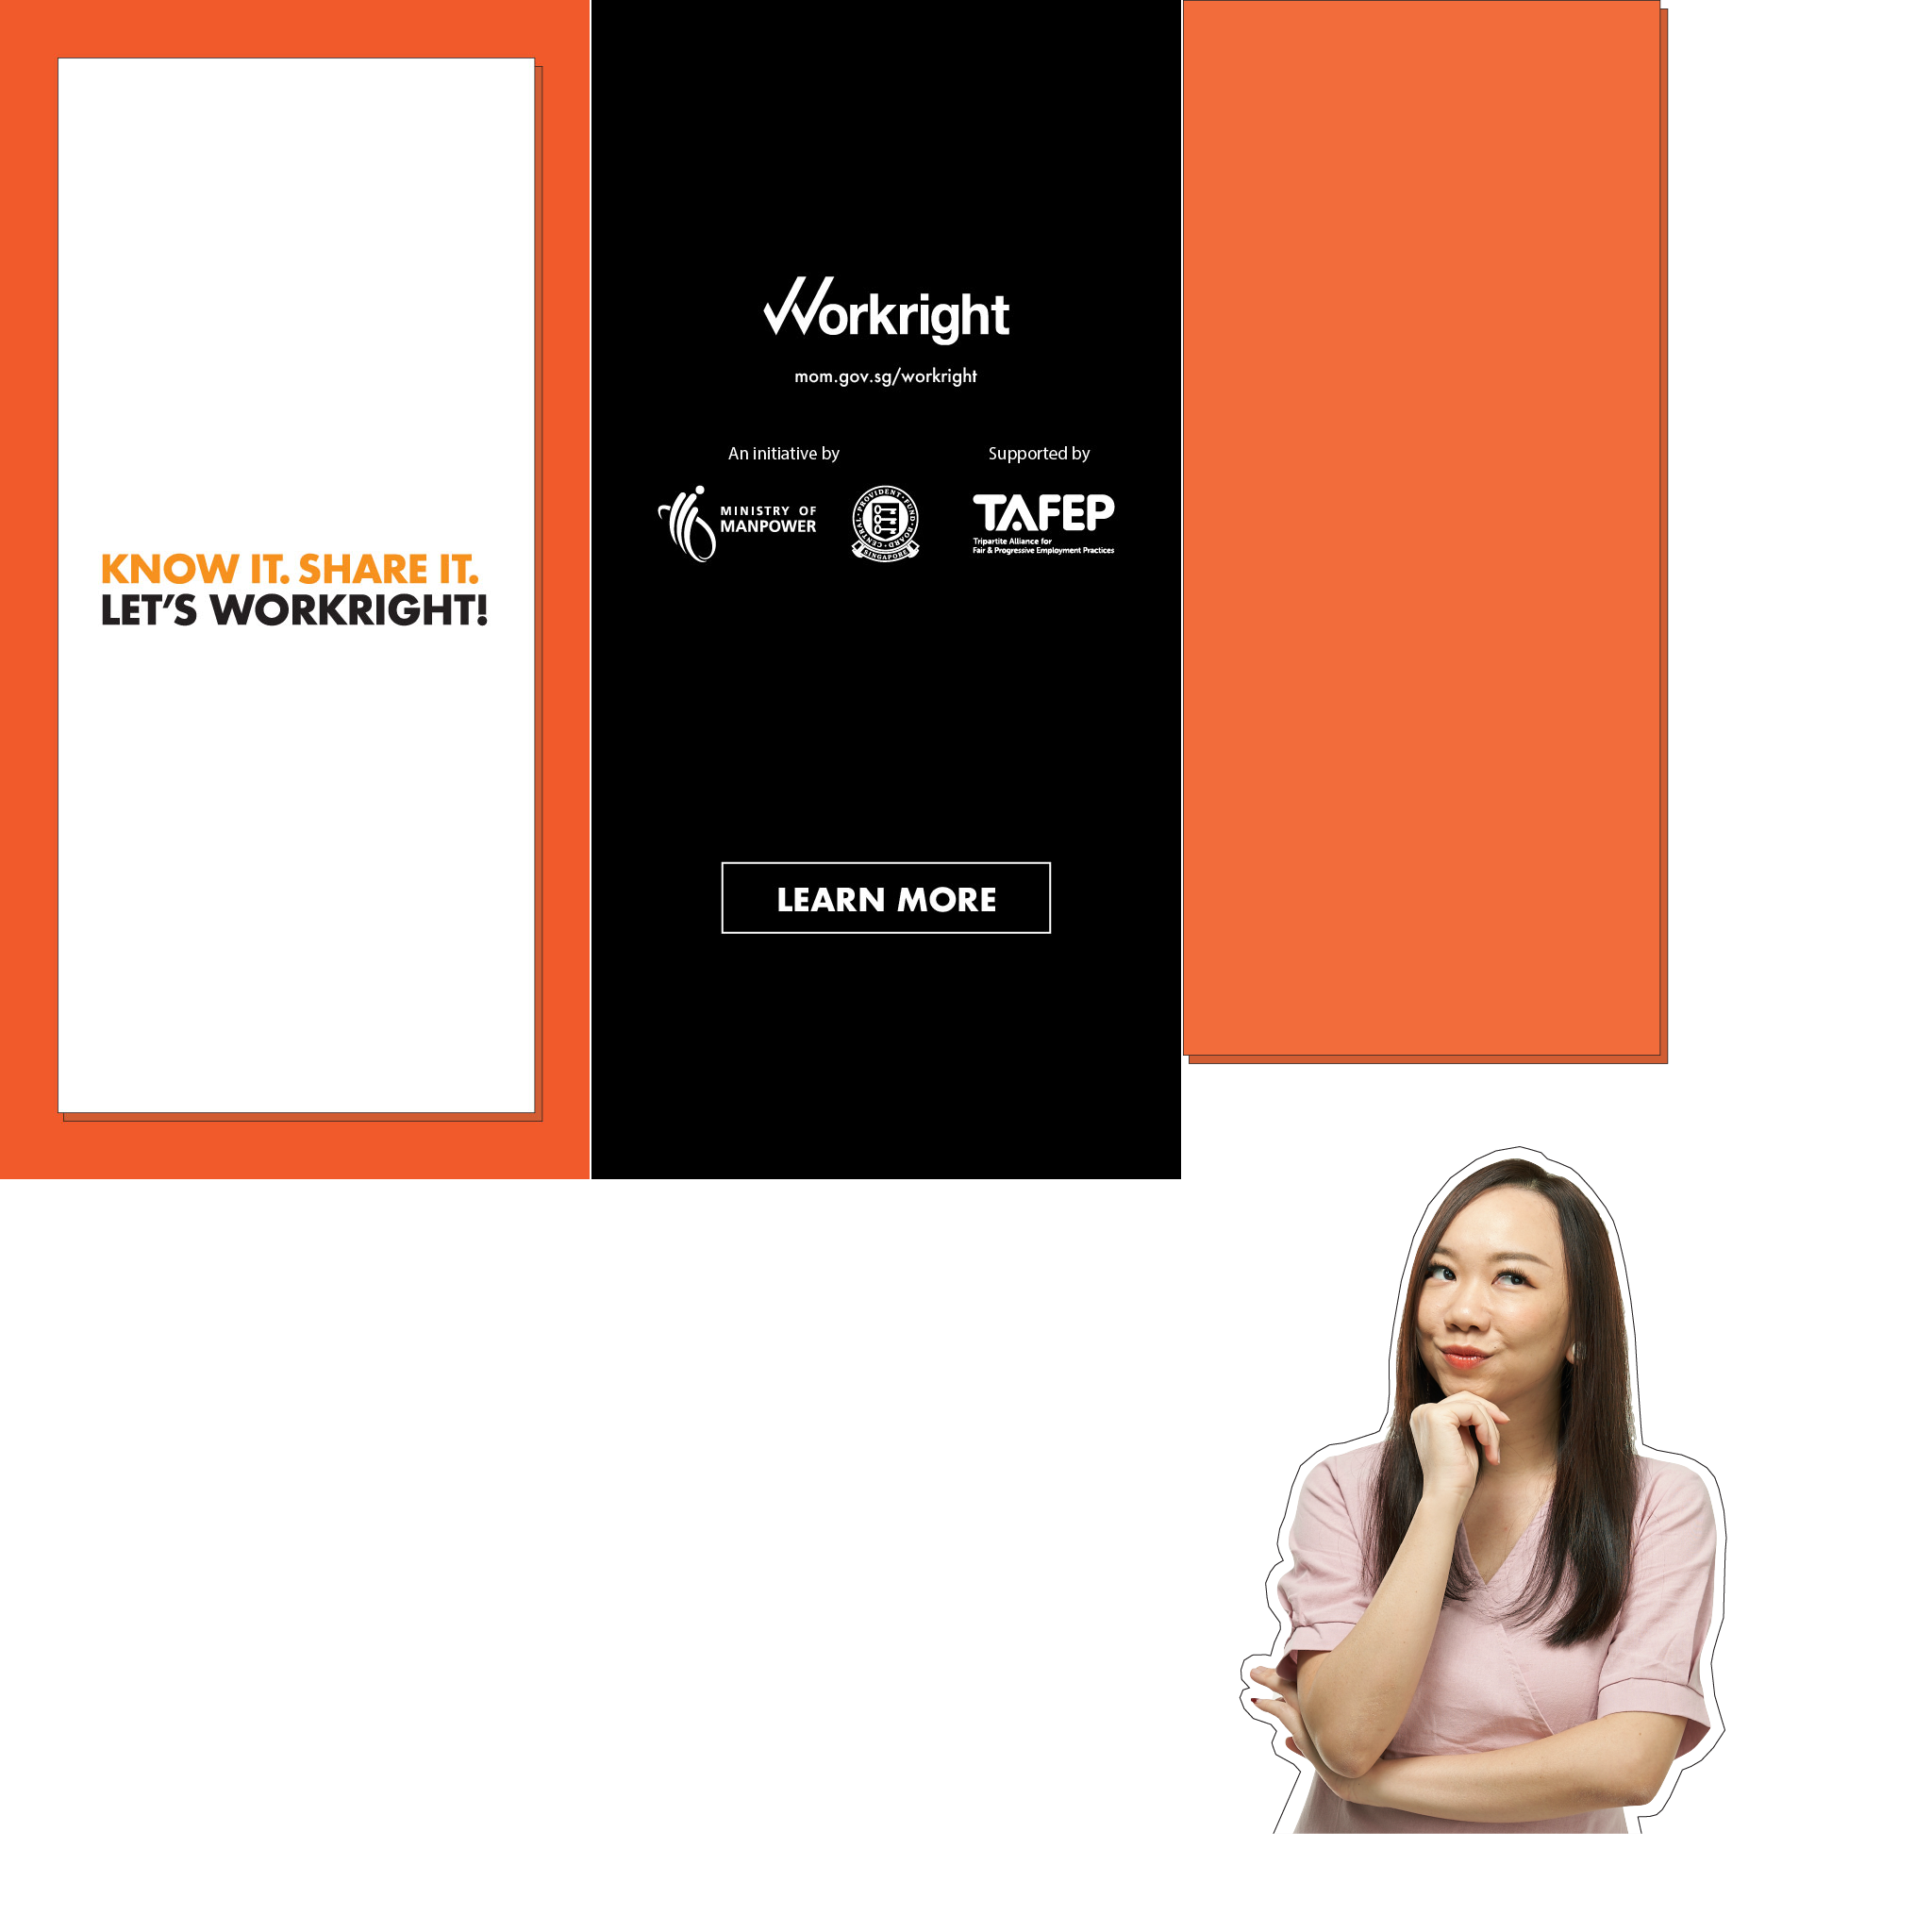 KNOW IT. SHARE IT.
LET'S WORKRIGHT!
Workright
mom.gov.sg/workright
An initiative by
MINISTRY OF
MANPOWER
CENTRAL · PROVIDENT · FUND · BOARD
SINGAPORE
Supported by
TAFEP
Tripartite Alliance for
Fair & Progressive Employment Practices
LEARN MORE